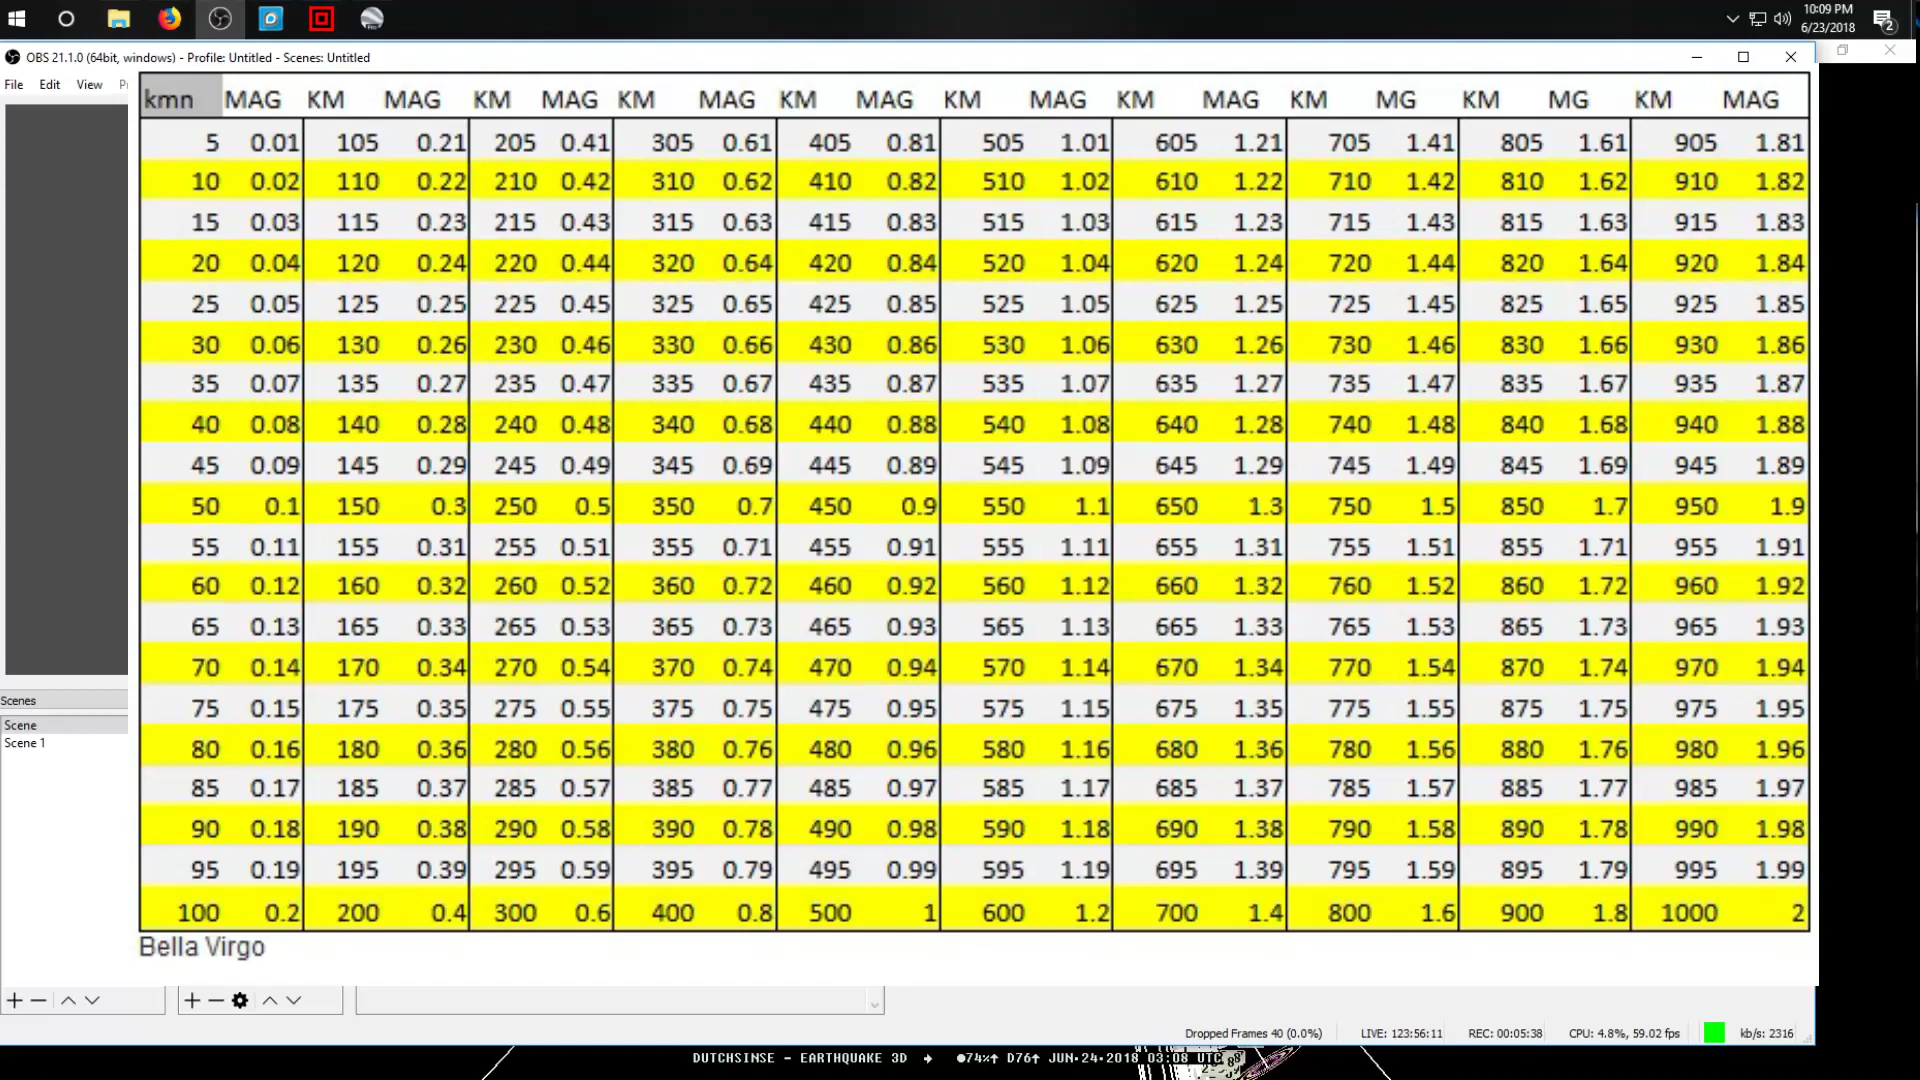 10:09 PM
6/23/2018
2
OBS 21.1.0 (64bit, windows) - Profile: Untitled - Scenes: Untitled
File Edit View
kmn MAG KM MAG KM MAG KM MAG KM MAG KM MAG KM MAG KM MG KM MG KM MAG
5 0.01 105 0.21 205 0.41 305 0.61 405 0.81 505 1.01 605 1.21 705 1.41 805 1.61 905 1.81
10 0.02 110 0.22 210 0.42 310 0.62 410 0.82 510 1.02 610 1.22 710 1.42 810 1.62 910 1.82
15 0.03 115 0.23 215 0.43 315 0.63 415 0.83 515 1.03 615 1.23 715 1.43 815 1.63 915 1.83
20 0.04 120 0.24 220 0.44 320 0.64 420 0.84 520 1.04 620 1.24 720 1.44 820 1.64 920 1.84
25 0.05 125 0.25 225 0.45 325 0.65 425 0.85 525 1.05 625 1.25 725 1.45 825 1.65 925 1.85
30 0.06 130 0.26 230 0.46 330 0.66 430 0.86 530 1.06 630 1.26 730 1.46 830 1.66 930 1.86
35 0.07 135 0.27 235 0.47 335 0.67 435 0.87 535 1.07 635 1.27 735 1.47 835 1.67 935 1.87
40 0.08 140 0.28 240 0.48 340 0.68 440 0.88 540 1.08 640 1.28 740 1.48 840 1.68 940 1.88
45 0.09 145 0.29 245 0.49 345 0.69 445 0.89 545 1.09 645 1.29 745 1.49 845 1.69 945 1.89
50 0.1 150 0.3 250 0.5 350 0.7 450 0.9 550 1.1 650 1.3 750 1.5 850 1.7 950 1.9
55 0.11 155 0.31 255 0.51 355 0.71 455 0.91 555 1.11 655 1.31 755 1.51 855 1.71 955 1.91
60 0.12 160 0.32 260 0.52 360 0.72 460 0.92 560 1.12 660 1.32 760 1.52 860 1.72 960 1.92
65 0.13 165 0.33 265 0.53 365 0.73 465 0.93 565 1.13 665 1.33 765 1.53 865 1.73 965 1.93
70 0.14 170 0.34 270 0.54 370 0.74 470 0.94 570 1.14 670 1.34 770 1.54 870 1.74 970 1.94
75 0.15 175 0.35 275 0.55 375 0.75 475 0.95 575 1.15 675 1.35 775 1.55 875 1.75 975 1.95
80 0.16 180 0.36 280 0.56 380 0.76 480 0.96 580 1.16 680 1.36 780 1.56 880 1.76 980 1.96
85 0.17 185 0.37 285 0.57 385 0.77 485 0.97 585 1.17 685 1.37 785 1.57 885 1.77 985 1.97
90 0.18 190 0.38 290 0.58 390 0.78 490 0.98 590 1.18 690 1.38 790 1.58 890 1.78 990 1.98
95 0.19 195 0.39 295 0.59 395 0.79 495 0.99 595 1.19 695 1.39 795 1.59 895 1.79 995 1.99
100 0.2 200 0.4 300 0.6 400 0.8 500 1 600 1.2 700 1.4 800 1.6 900 1.8 1000 2
Bella Virgo
Scenes
Scene
Scene 1
Dropped Frames 40 (0.0%) LIVE: 123:56:11 REC: 00:05:38 CPU: 4.8%, 59.02 fps kb/s: 2316
DUTCHSINSE - EARTHQUAKE 3D → ●74%↑ D76↑ JUN-24-2018 03:08 UTC